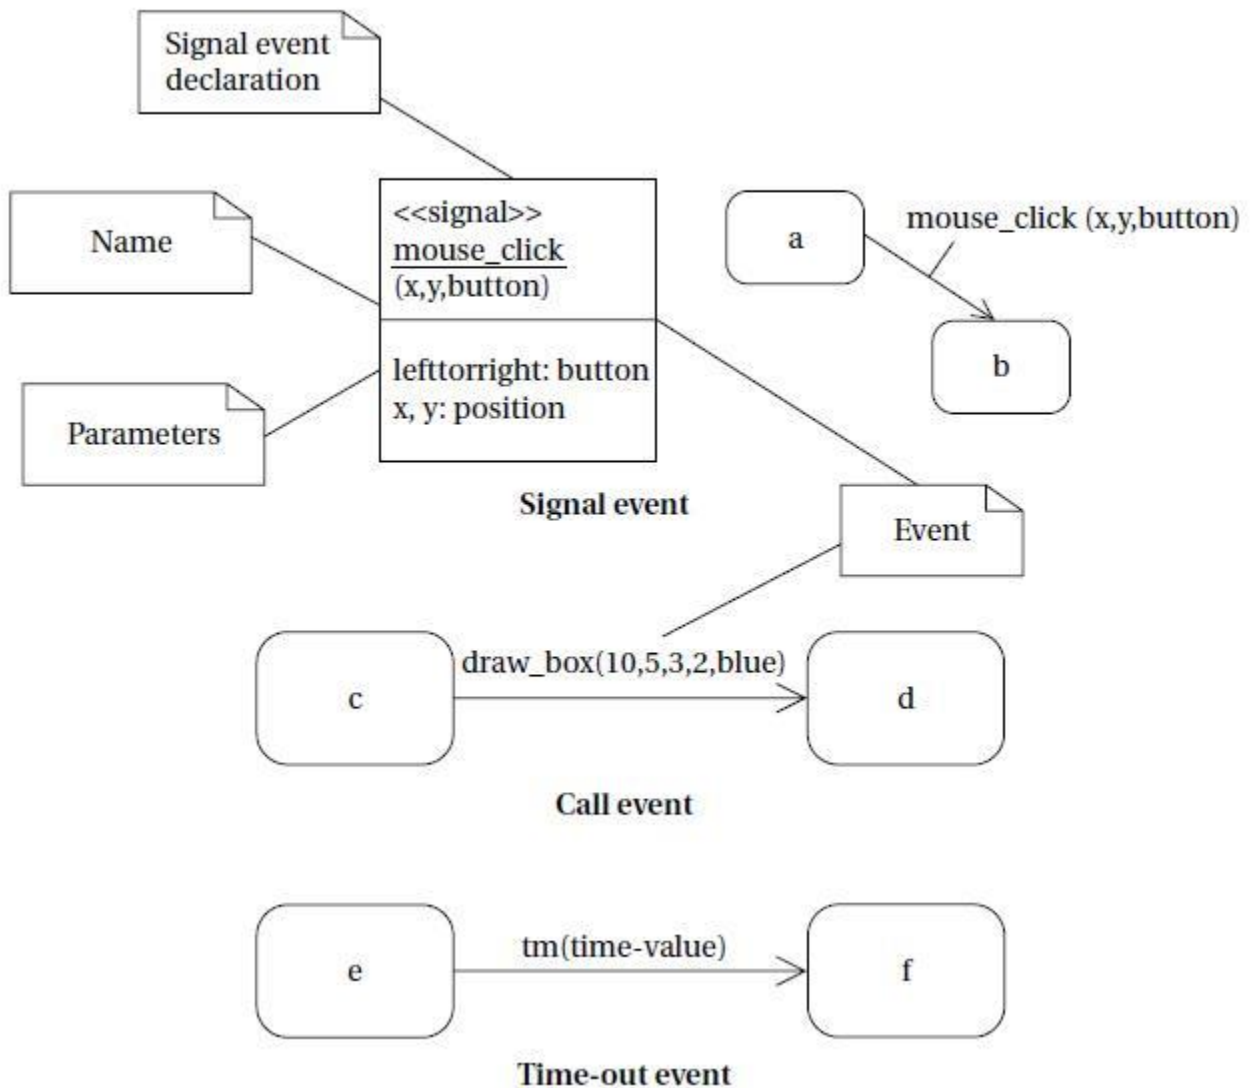 Signal event
declaration
Name
<<signal>>
mouse_click
(x,y,button)
a
mouse_click (x,y,button)
b
lefttorright: button
x, y: position
Parameters
Signal event
Event
c
draw_box(10,5,3,2,blue)
d
Call event
e
tm(time-value)
f
Time-out event